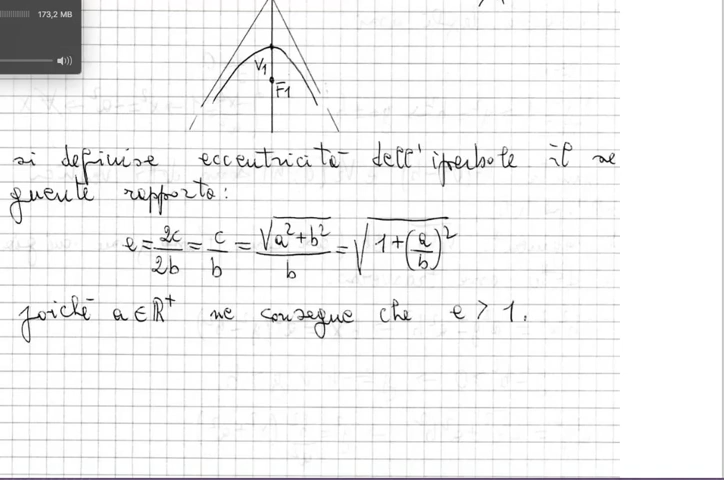 173,2 MB
V1
F1
si definise eccentricità dell'iperbole il se
guente rapporto:
e = 2c/2b = c/b = √(a²+b²)/b = √(1+(a/b)²)
poiché a∈ℝ⁺ ne consegue che e > 1.